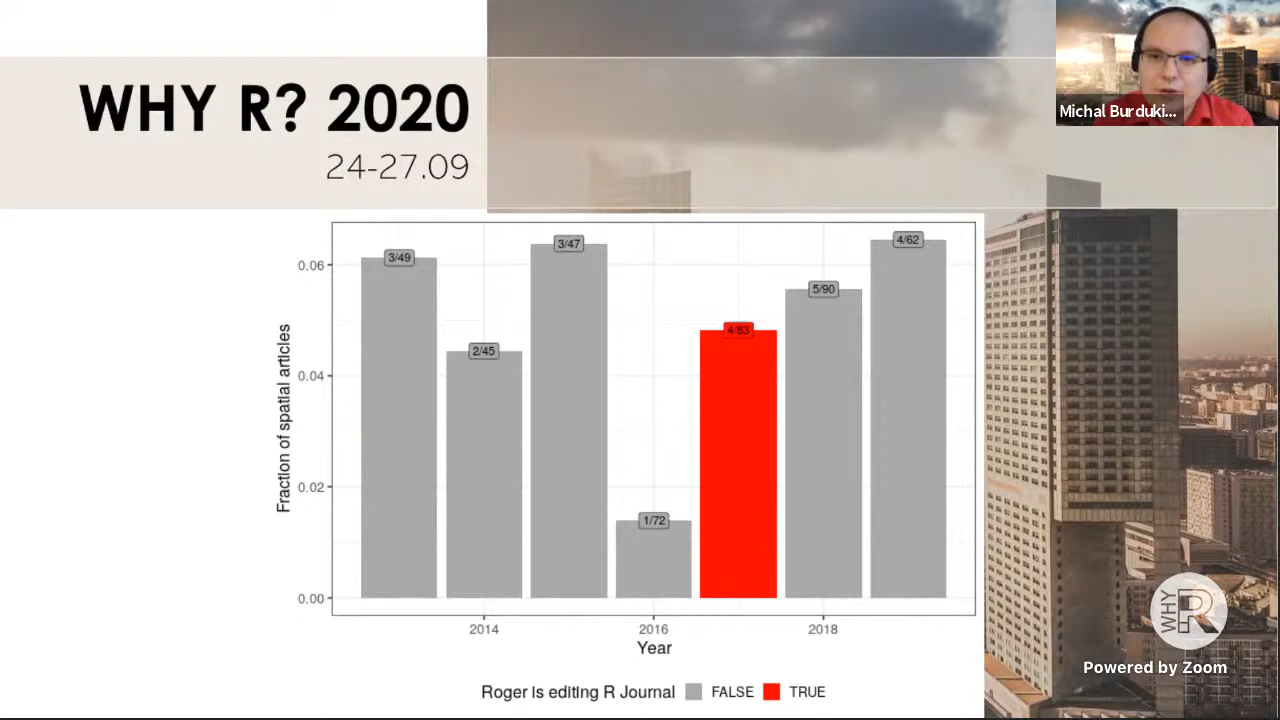 WHY R? 2020
24-27.09
Michal Burduki...
3/49
2/45
3/47
1/72
4/83
5/90
4/62
0.06
0.04
0.02
0.00
Fraction of spatial articles
2014
2016
2018
Year
Roger is editing R Journal
FALSE
TRUE
WHY R
Powered by Zoom